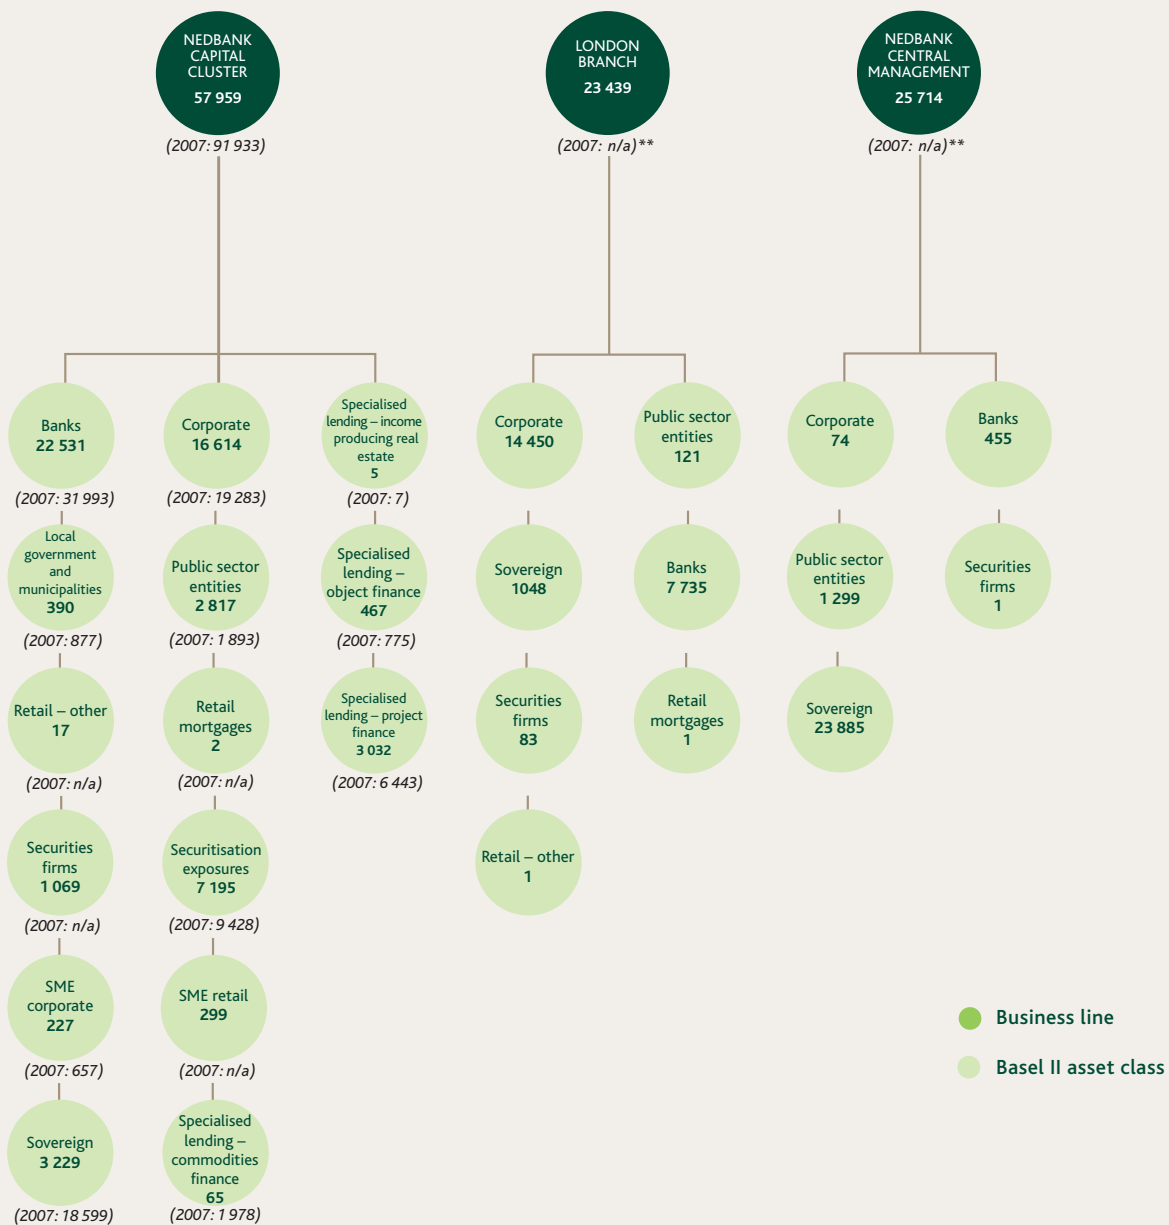 NEDBANK
CAPITAL
CLUSTER
57 959
(2007: 91 933)
LONDON
BRANCH
23 439
(2007: n/a)**
NEDBANK
CENTRAL
MANAGEMENT
25 714
(2007: n/a)**
Banks
22 531
(2007: 31 993)
Local
government
and
municipalities
390
(2007: 877)
Retail – other
17
(2007: n/a)
Securities
firms
1 069
(2007: n/a)
SME
corporate
227
(2007: 657)
Sovereign
3 229
(2007: 18 599)
Corporate
16 614
(2007: 19 283)
Public sector
entities
2 817
(2007: 1 893)
Retail
mortgages
2
(2007: n/a)
Securitisation
exposures
7 195
(2007: 9 428)
SME retail
299
(2007: n/a)
Specialised
lending –
commodities
finance
65
(2007: 1 978)
Specialised
lending – income
producing real
estate
5
(2007: 7)
Specialised
lending –
object finance
467
(2007: 775)
Specialised
lending – project
finance
3 032
(2007: 6 443)
Corporate
14 450
Sovereign
1048
Securities
firms
83
Retail – other
1
Public sector
entities
121
Banks
7 735
Retail
mortgages
1
Corporate
74
Public sector
entities
1 299
Sovereign
23 885
Banks
455
Securities
firms
1
Business line
Basel II asset class